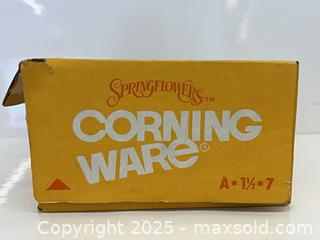 SPRINGFLOWERS™
CORNING
WARE®
A•1½•7
Copyright © 2025 - maxsold.com